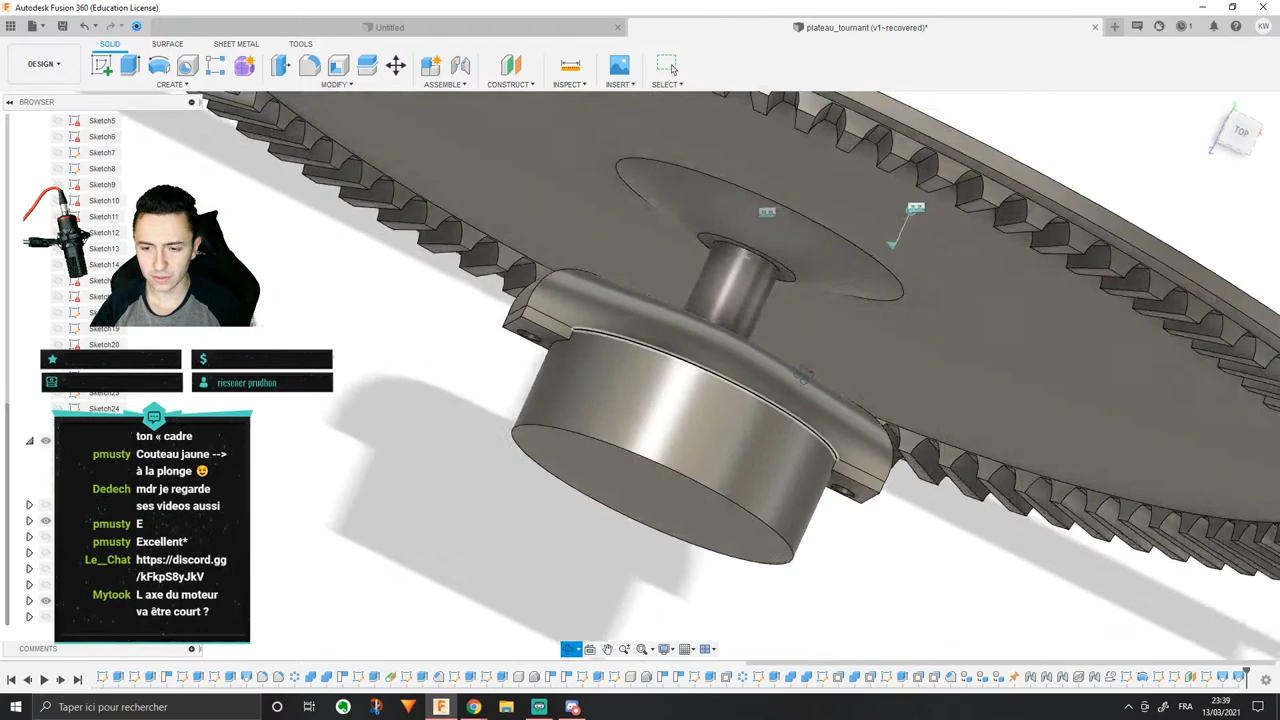 Autodesk Fusion 360 (Education License)
Untitled
plateau_tournant (v1~recovered)*
1
KW
SOLID
SURFACE
SHEET METAL
TOOLS
DESIGN
CREATE
MODIFY
ASSEMBLE
CONSTRUCT
INSPECT
INSERT
SELECT
BROWSER
TOP
Z
Sketch5
Sketch6
Sketch7
Sketch8
Sketch9
Sketch10
Sketch11
Sketch12
Sketch13
Sketch14
Sketch19
Sketch20
riesener prudhon
Sketch24
ton « cadre
pmusty Couteau jaune -->
à la plonge 😉
Dedech mdr je regarde
ses videos aussi
pmusty E
pmusty Excellent*
Le__Chat https://discord.gg
/kFkpS8yJkV
Mytook L axe du moteur
va être court ?
COMMENTS
Taper ici pour rechercher
FRA
23:39
13/03/2021